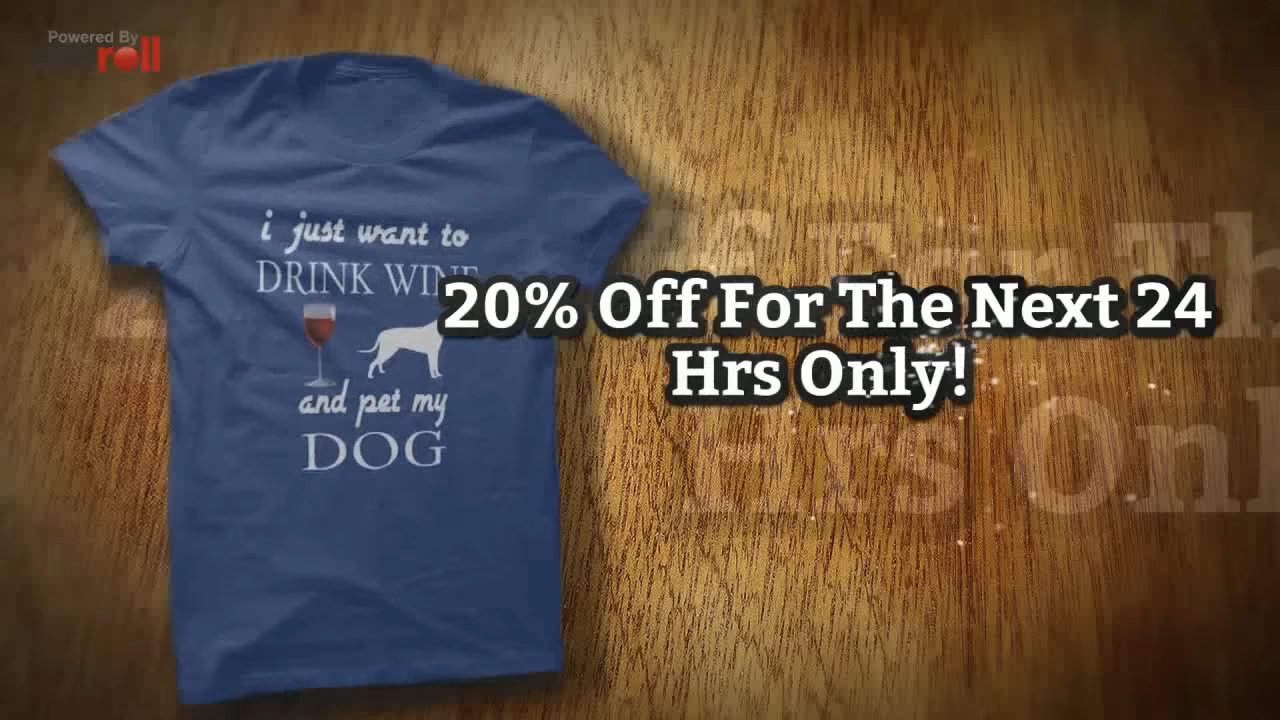 Powered By
roll
i just want to
DRINK WINE
and pet my
DOG
20% Off For The Next 24
Hrs Only!